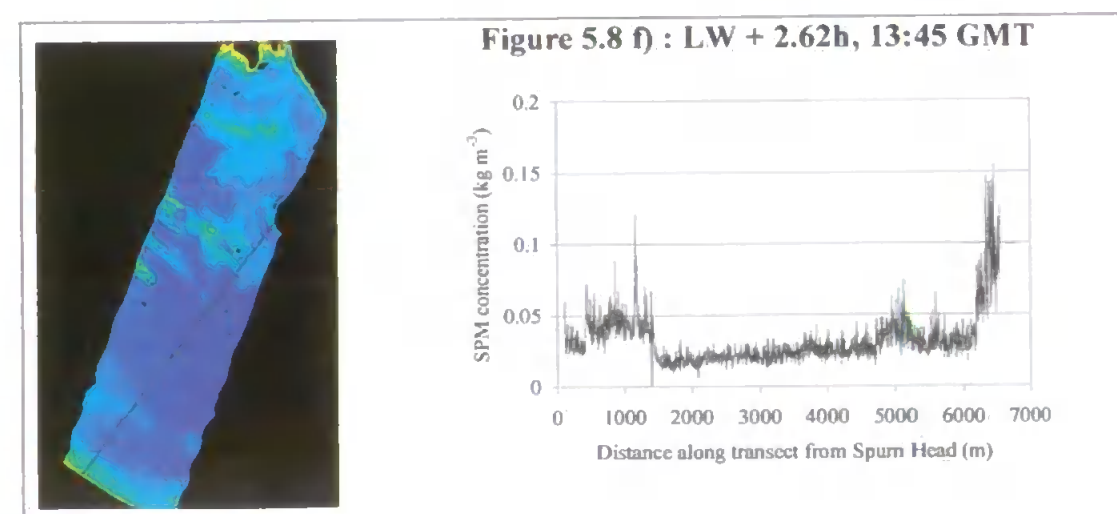 Figure 5.8 f) : LW + 2.62h, 13:45 GMT
0.2
0.15
0.1
0.05
0
SPM concentration (kg m⁻³)
0 1000 2000 3000 4000 5000 6000 7000
Distance along transect from Spurn Head (m)